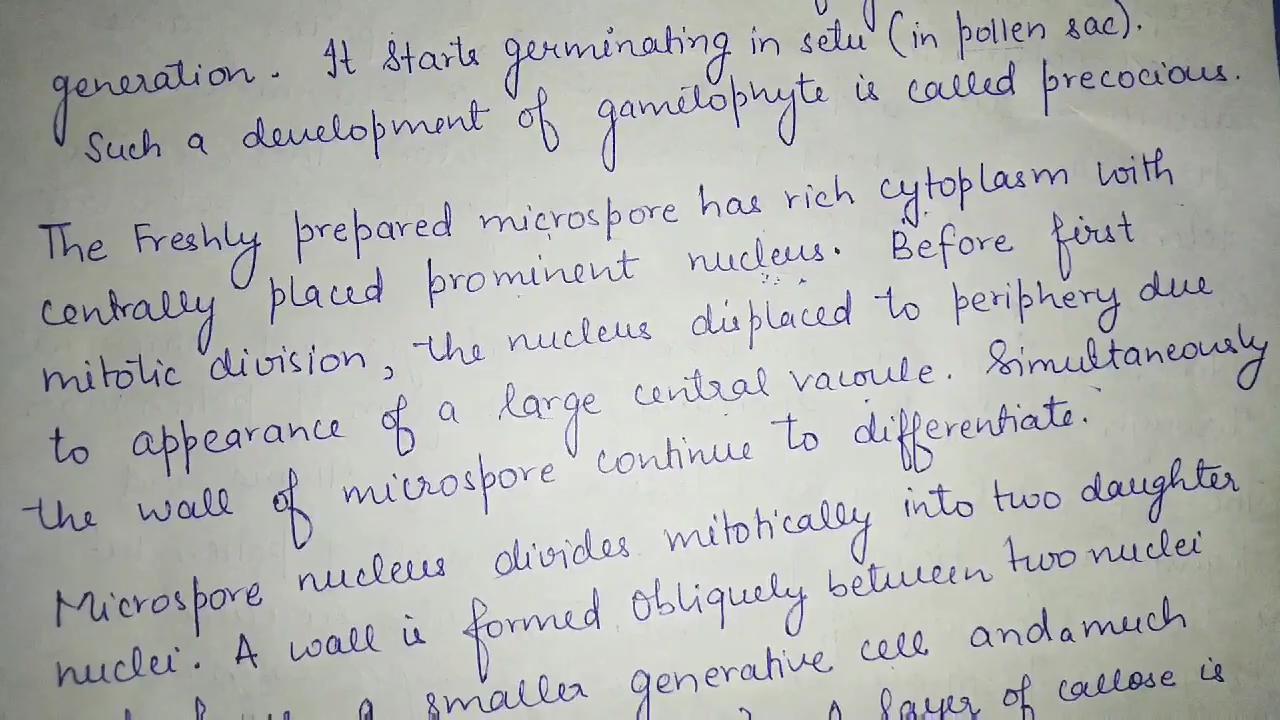 generation. It starts germinating in setu (in pollen sac).
Such a development of gametophyte is called precocious.
The Freshly prepared microspore has rich cytoplasm with
centrally placed prominent nucleus. Before first
mitotic division, the nucleus displaced to periphery due
to appearance of a large central vacoule. Simultaneously
the wall of microspore continue to differentiate.
Microspore nucleus divides mitotically into two daughter
nuclei. A wall is formed obliquely between two nuclei
a smaller generative cell and a much
A layer of callose is